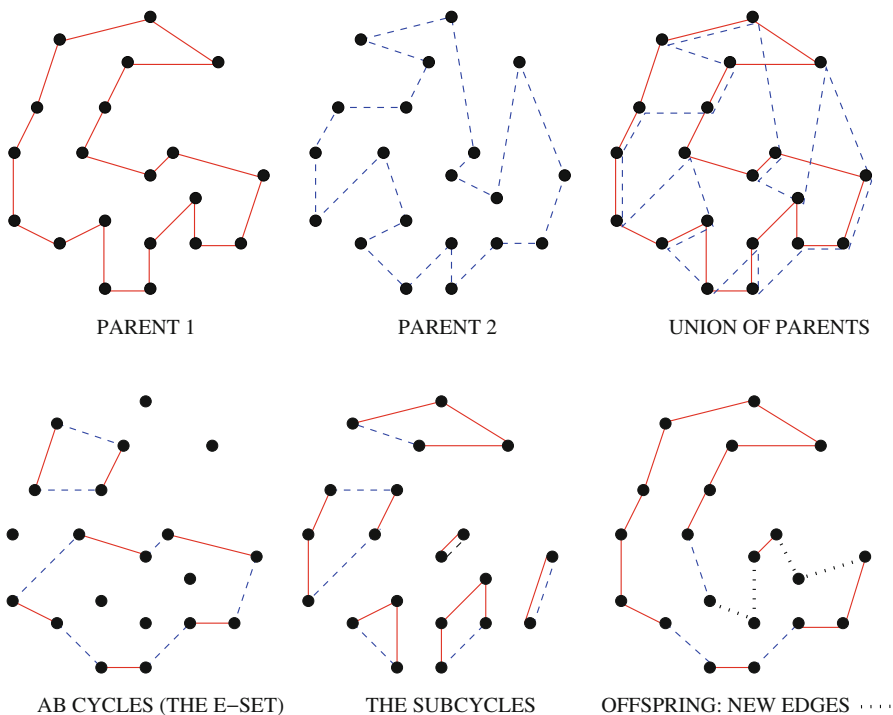 PARENT 1
PARENT 2
UNION OF PARENTS
AB CYCLES (THE E−SET)
THE SUBCYCLES
OFFSPRING: NEW EDGES